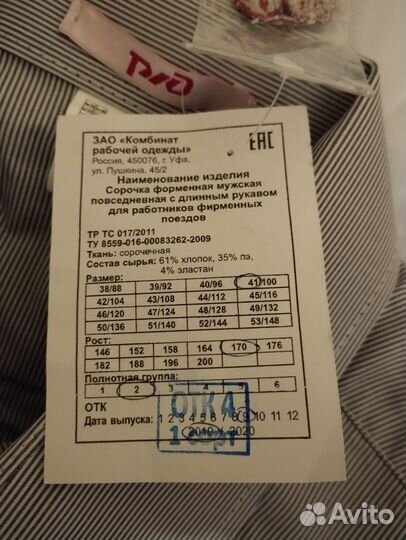 РЖД
ЗАО «Комбинат
рабочей одежды»
Россия, 450076, г. Уфа,
ул. Пушкина, 45/2
ЕАС
Наименование изделия
Сорочка форменная мужская
повседневная с длинным рукавом
для работников фирменных
поездов
ТР ТС 017/2011
ТУ 8559-016-00083262-2009
Ткань: сорочечная
Состав сырья: 61% хлопок, 35% пэ,
4% эластан
Размер:
38/88 39/92 40/96 41/100
42/104 43/108 44/112 45/116
46/120 47/124 48/128 49/132
50/136 51/140 52/144 53/148
Рост:
146 152 158 164 170 176
182 188 196 200
Полнотная группа:
1 2 3 4 5 6
ОТК
ОТК 4
1 сорт
Дата выпуска: 1 2 3 4 5 6 7 8 9 10 11 12
2019 2020
Avito